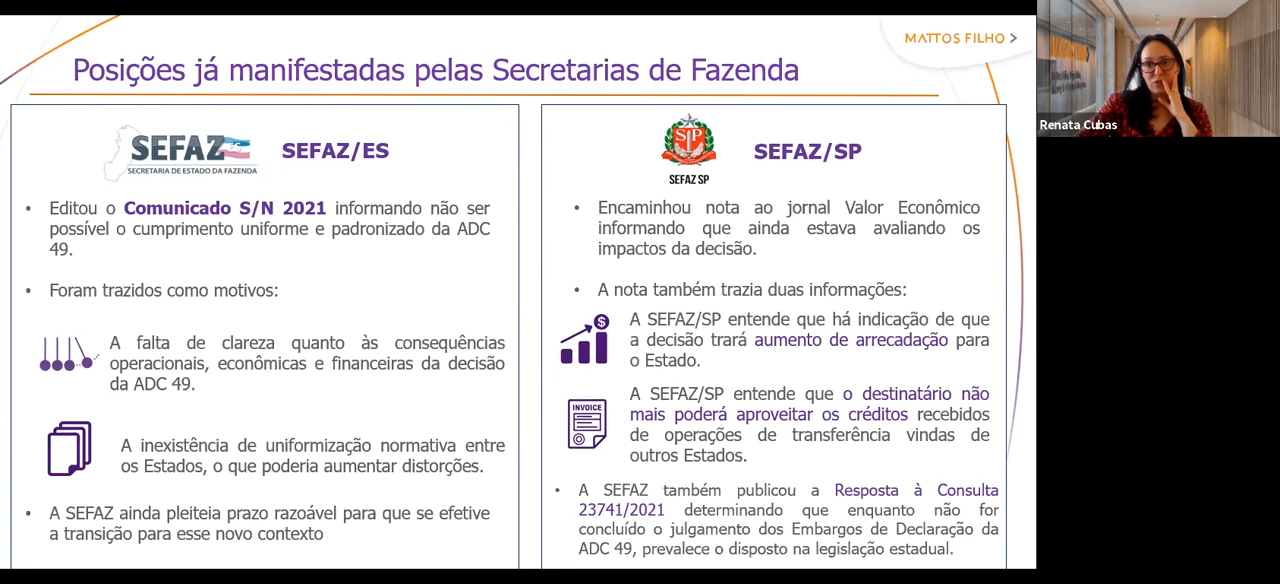 MATTOS FILHO >
Posições já manifestadas pelas Secretarias de Fazenda
SEFAZ ES
SECRETARIA DE ESTADO DA FAZENDA
SEFAZ/ES
• Editou o Comunicado S/N 2021 informando não ser
possível o cumprimento uniforme e padronizado da ADC
49.
• Foram trazidos como motivos:
A falta de clareza quanto às consequências
operacionais, econômicas e financeiras da decisão
da ADC 49.
A inexistência de uniformização normativa entre
os Estados, o que poderia aumentar distorções.
• A SEFAZ ainda pleiteia prazo razoável para que se efetive
a transição para esse novo contexto
SP
SEFAZ SP
SEFAZ/SP
• Encaminhou nota ao jornal Valor Econômico
informando que ainda estava avaliando os
impactos da decisão.
• A nota também trazia duas informações:
$
A SEFAZ/SP entende que há indicação de que
a decisão trará aumento de arrecadação para
o Estado.
INVOICE
A SEFAZ/SP entende que o destinatário não
mais poderá aproveitar os créditos recebidos
de operações de transferência vindas de
outros Estados.
• A SEFAZ também publicou a Resposta à Consulta
23741/2021 determinando que enquanto não for
concluído o julgamento dos Embargos de Declaração da
ADC 49, prevalece o disposto na legislação estadual.
Renata Cubas